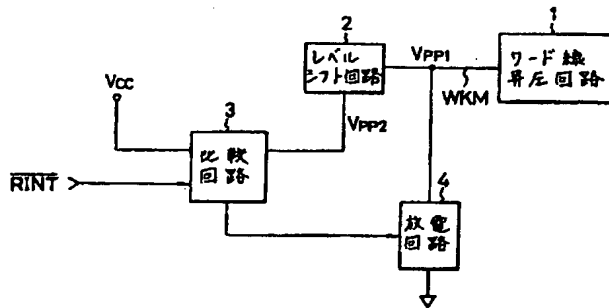 1
ワード線
昇圧回路
2
レベル
シフト回路
VPP1
WKM
VCC
3
比較
回路
VPP2
RINT
4
放電
回路